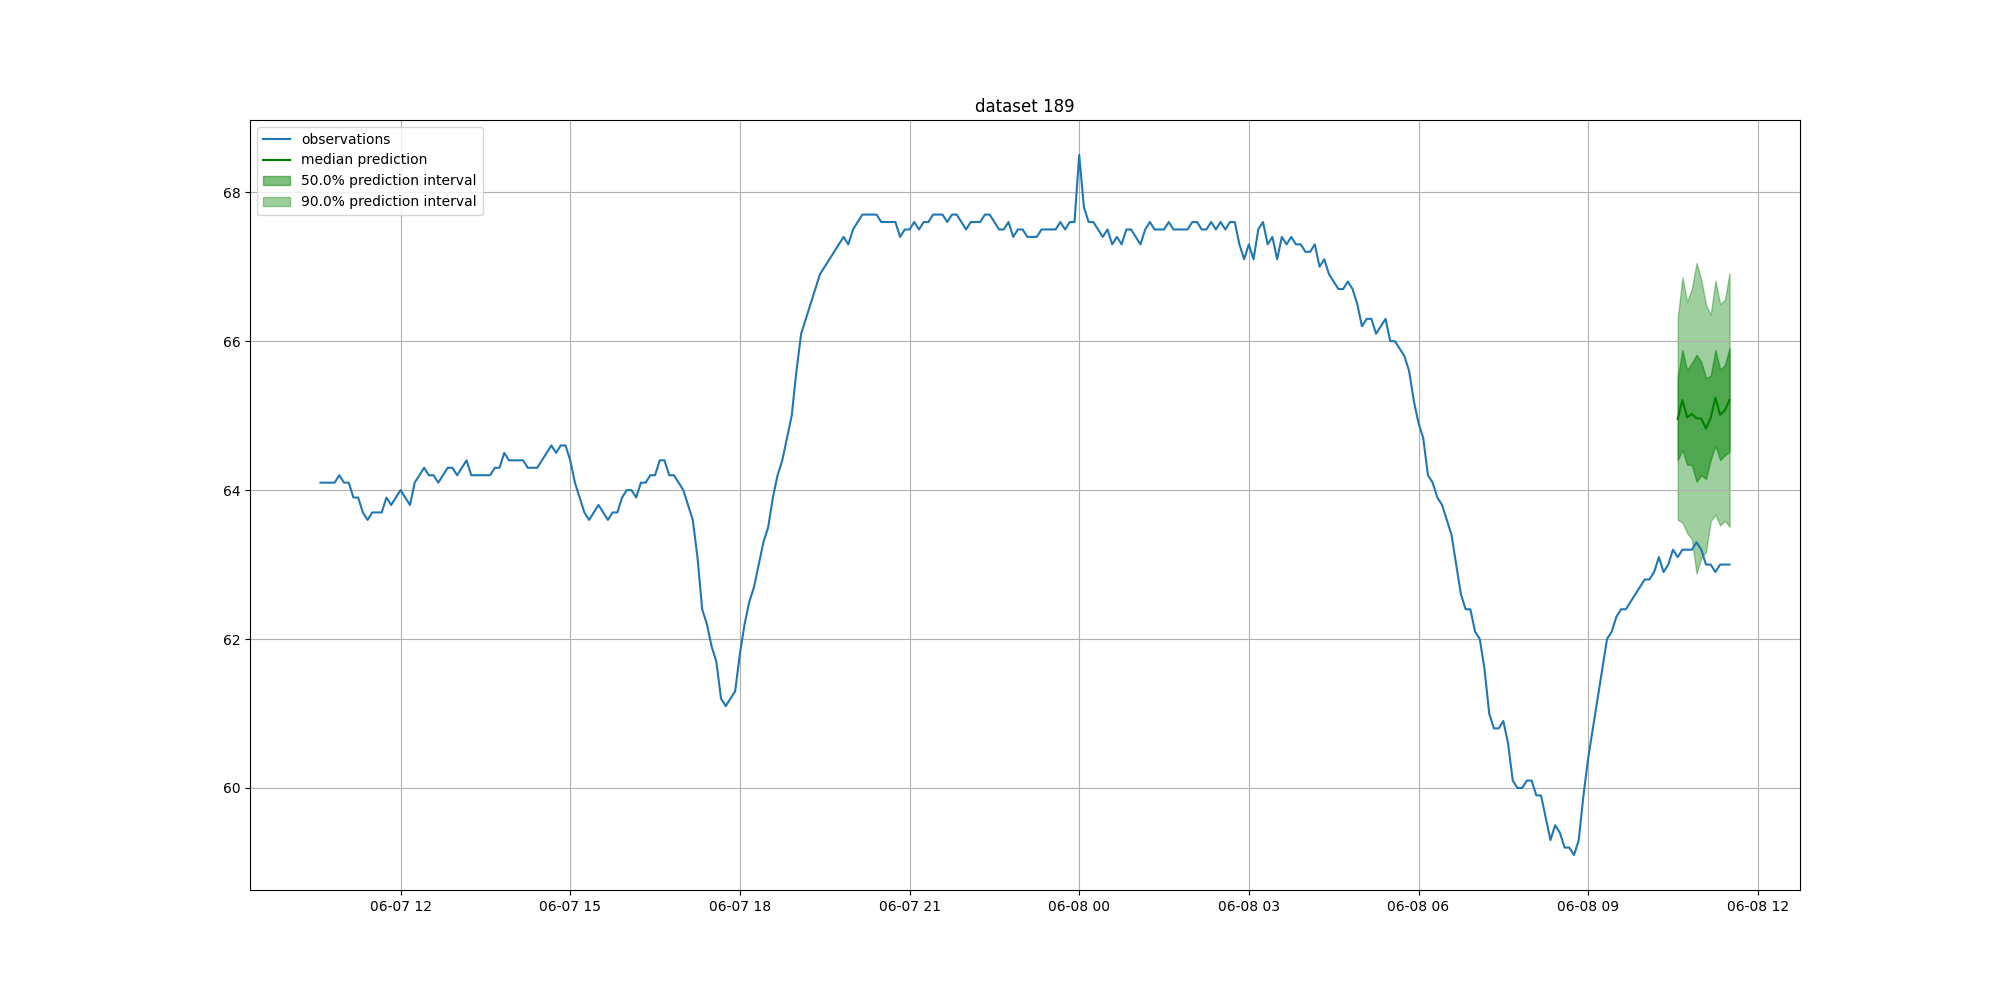 dataset 189
observations
median prediction
50.0% prediction interval
90.0% prediction interval
68
66
64
62
60
06-07 12
06-07 15
06-07 18
06-07 21
06-08 00
06-08 03
06-08 06
06-08 09
06-08 12